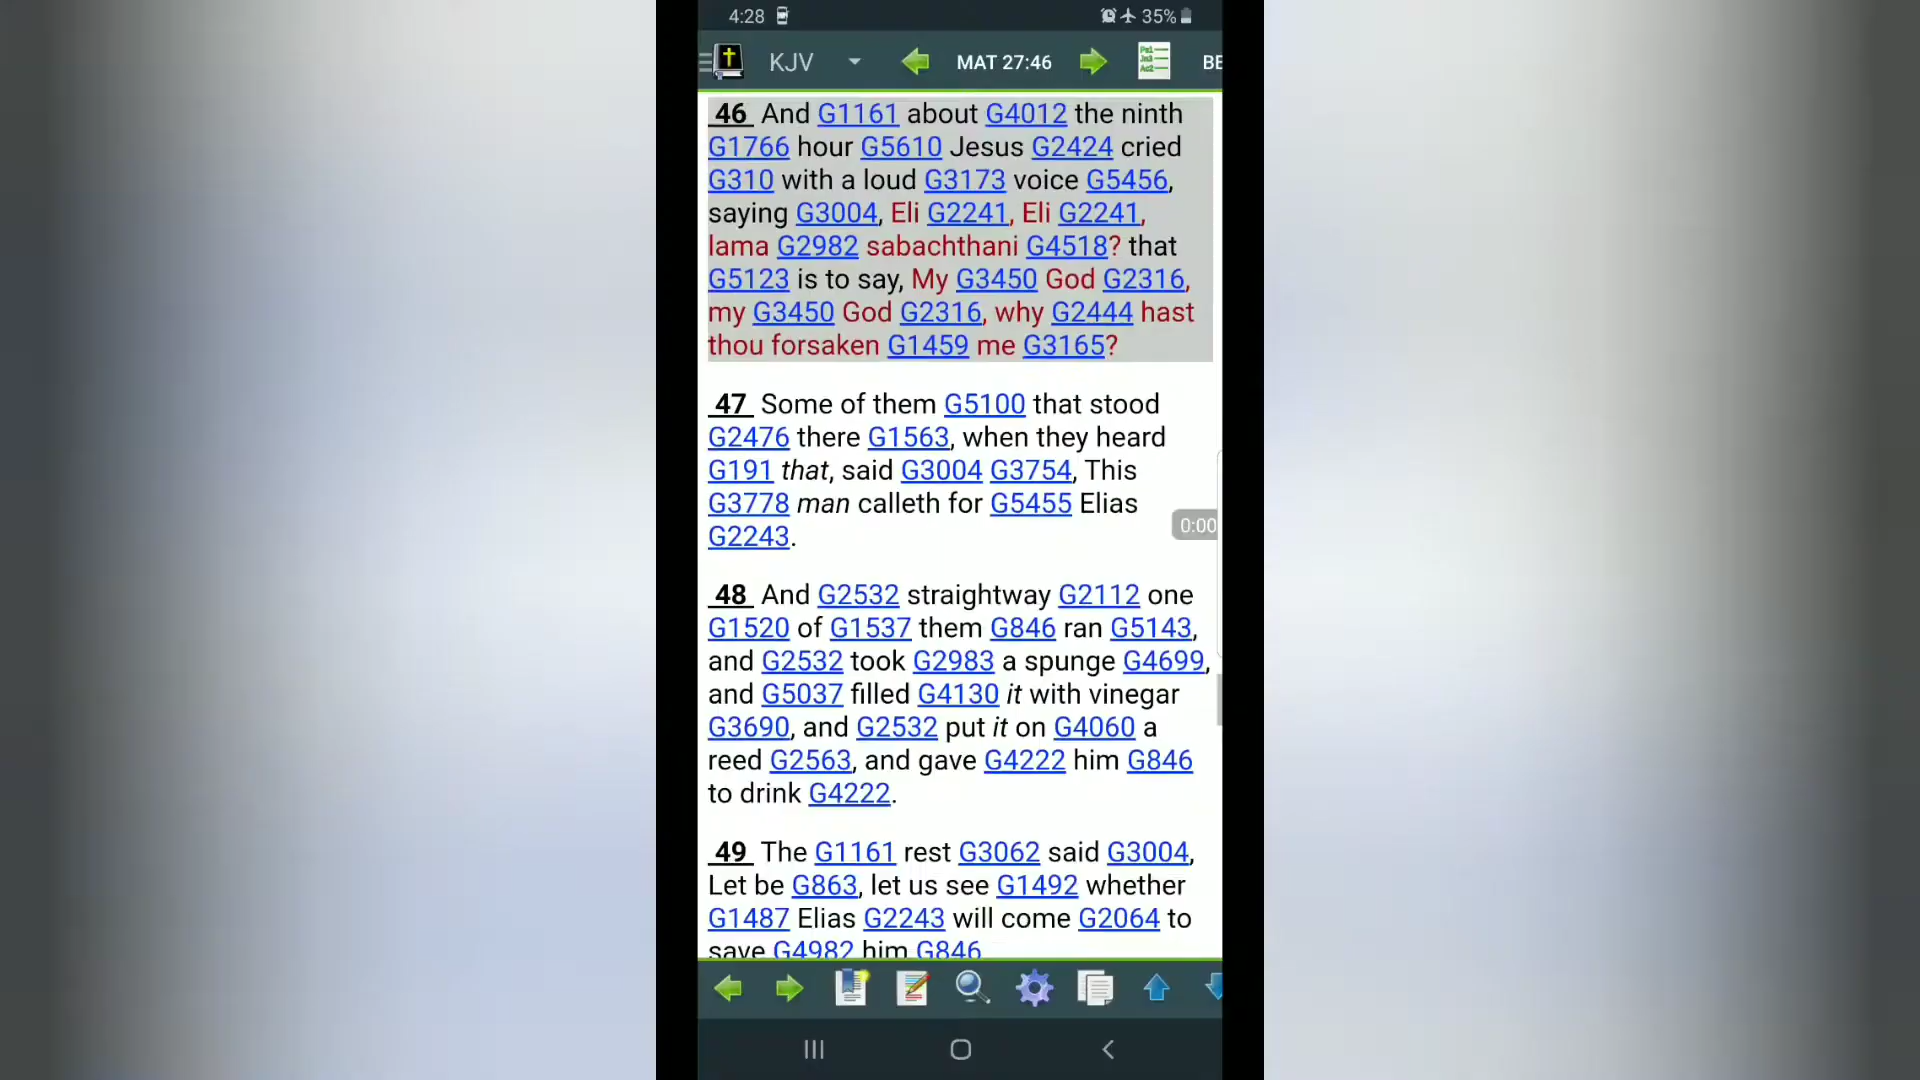 4:28 35%
KJV MAT 27:46 BE
46 And G1161 about G4012 the ninth
G1766 hour G5610 Jesus G2424 cried
G310 with a loud G3173 voice G5456,
saying G3004, Eli G2241, Eli G2241,
lama G2982 sabachthani G4518? that
G5123 is to say, My G3450 God G2316,
my G3450 God G2316, why G2444 hast
thou forsaken G1459 me G3165?
47 Some of them G5100 that stood
G2476 there G1563, when they heard
G191 that, said G3004 G3754, This
G3778 man calleth for G5455 Elias
G2243.
0:00
48 And G2532 straightway G2112 one
G1520 of G1537 them G846 ran G5143,
and G2532 took G2983 a spunge G4699,
and G5037 filled G4130 it with vinegar
G3690, and G2532 put it on G4060 a
reed G2563, and gave G4222 him G846
to drink G4222.
49 The G1161 rest G3062 said G3004,
Let be G863, let us see G1492 whether
G1487 Elias G2243 will come G2064 to
save G4982 him G846